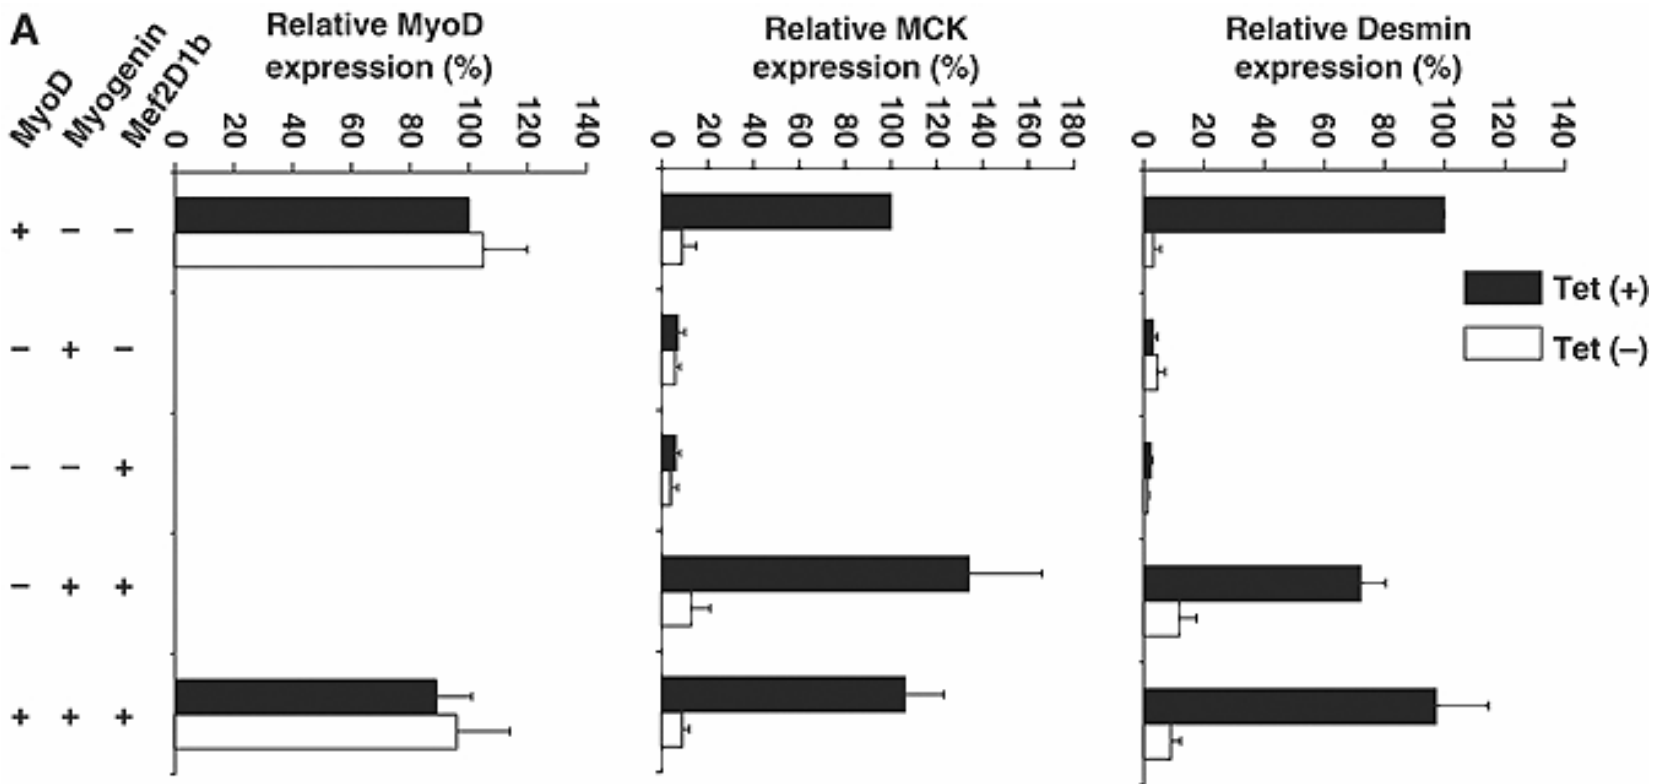 A
MyoD
Myogenin
Mef2D1b
Relative MyoD
expression (%)
0 20 40 60 80 100 120 140
Relative MCK
expression (%)
0 20 40 60 80 100 120 140 160 180
Relative Desmin
expression (%)
0 20 40 60 80 100 120 140
+ − −
− + −
− − +
− + +
+ + +
Tet (+)
Tet (−)